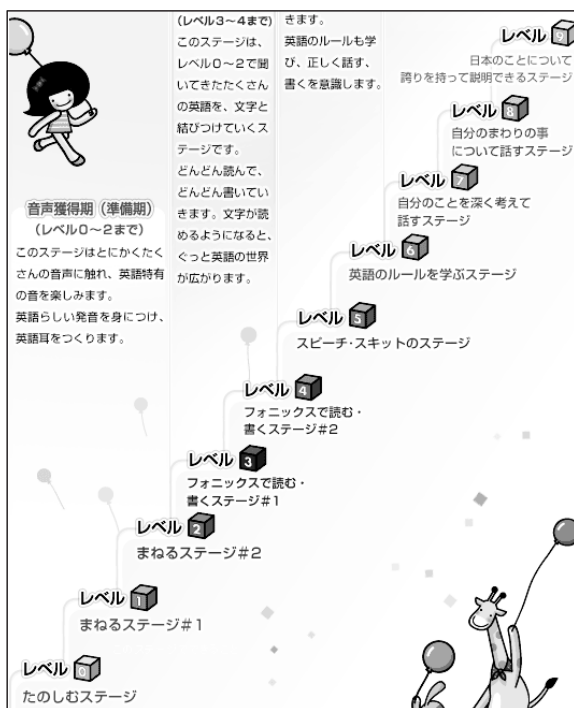 音声獲得期(準備期)
(レベル0〜2まで)
このステージはとにかくたく
さんの音声に触れ、英語特有
の音を楽しみます。
英語らしい発音を身につけ、
英語耳をつくります。
(レベル3〜4まで)
このステージは、
レベル0〜2で聞
いてきたたくさん
の英語を、文字と
結びつけていくス
テージです。
どんどん読んで、
どんどん書いてい
きます。文字が読
めるようになると、
ぐっと英語の世界
が広がります。
きます。
英語のルールも学
び、正しく話す、
書くを意識します。
レベル 9
日本のことについて
誇りを持って説明できるステージ
レベル 8
自分のまわりの事
について話すステージ
レベル 7
自分のことを深く考えて
話すステージ
レベル 6
英語のルールを学ぶステージ
レベル 5
スピーチ・スキットのステージ
レベル 4
フォニックスで読む・
書くステージ#2
レベル 3
フォニックスで読む・
書くステージ#1
レベル 2
まねるステージ#2
レベル 1
まねるステージ#1
レベル 0
たのしむステージ